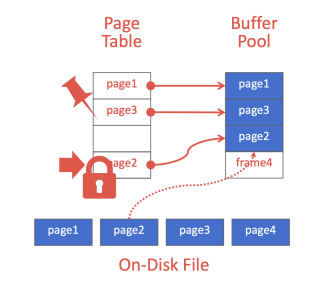 Page
Table
Buffer
Pool
page1
page3
page2
page1
page3
page2
frame4
page1
page2
page3
page4
On-Disk File